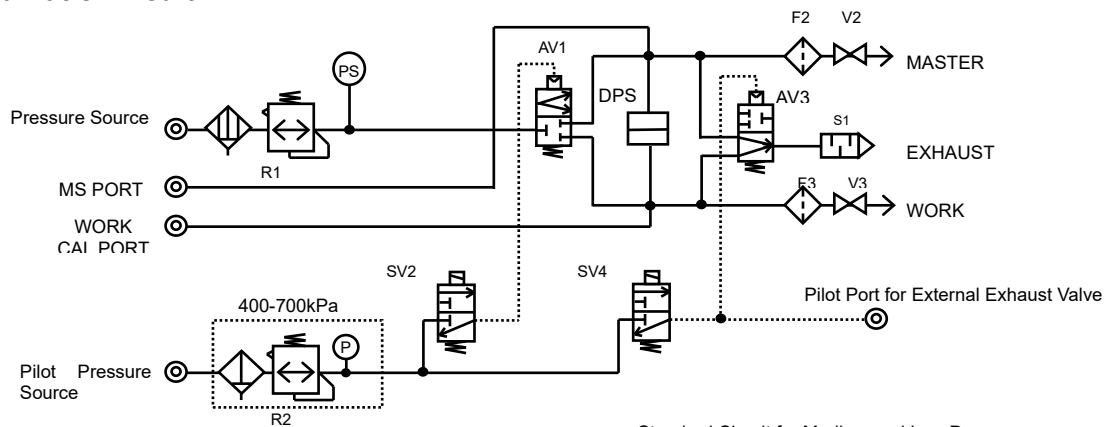 F2 V2
AV1
MASTER
PS
DPS
AV3
Pressure Source
S1
R1
EXHAUST
MS PORT
F3 V3
WORK
CAL PORT
WORK
SV2
SV4
400-700kPa
Pilot Port for External Exhaust Valve
P
Pilot Pressure
Source
R2